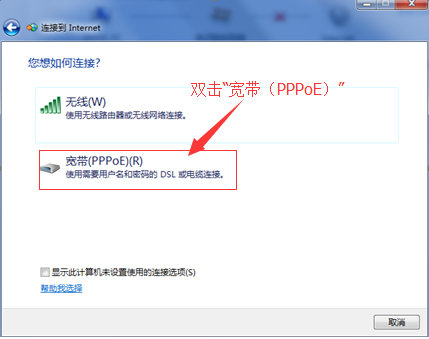 连接到 Internet
您想如何连接?
双击“宽带（PPPoE）”
无线(W)
使用无线路由器或无线网络连接。
宽带(PPPoE)(R)
使用需要用户名和密码的 DSL 或电缆连接。
显示此计算机未设置使用的连接选项(S)
帮助我选择
取消